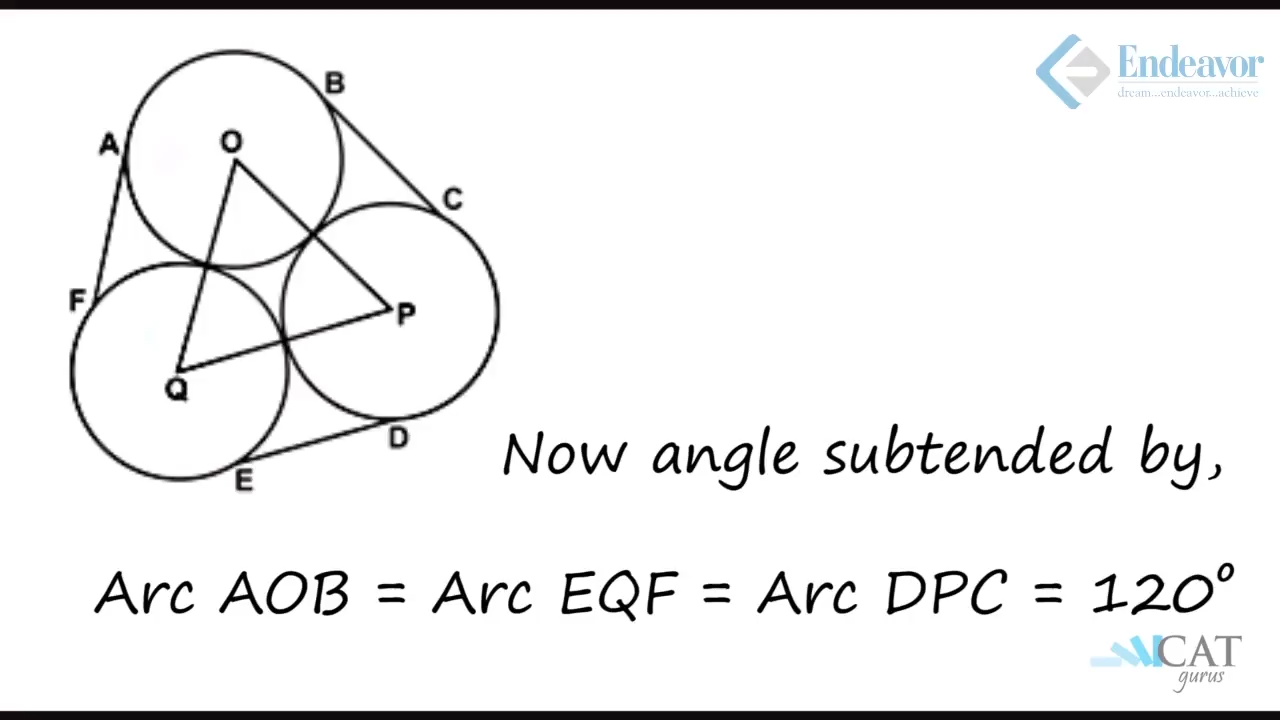 Endeavor
dream...endeavor...achieve
B
A
O
C
F
P
Q
D
E
Now angle subtended by,
Arc AOB = Arc EQF = Arc DPC = 120°
CAT
gurus